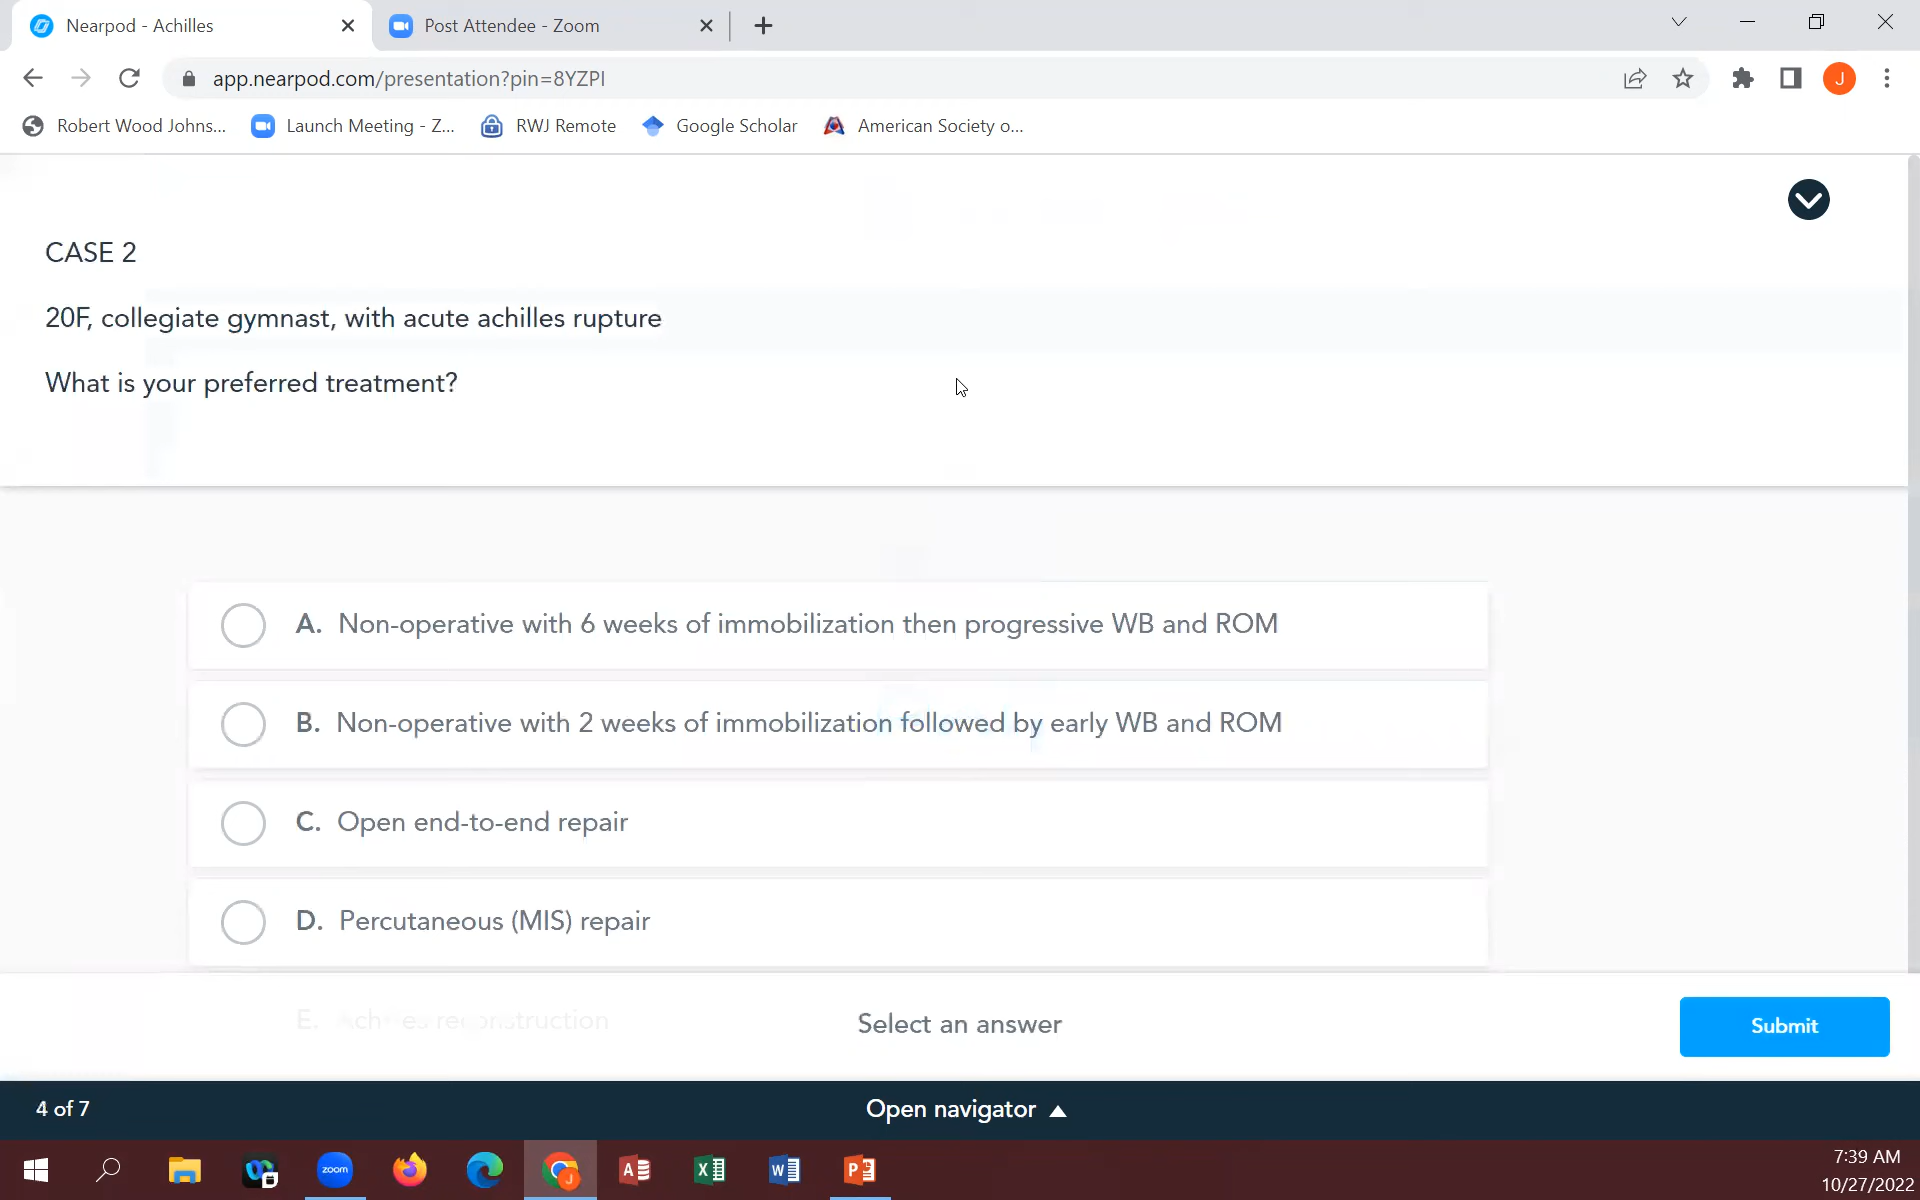 Nearpod - Achilles
Post Attendee - Zoom
app.nearpod.com/presentation?pin=8YZPI
J
Robert Wood Johns...
Launch Meeting - Z...
RWJ Remote
Google Scholar
American Society o...
CASE 2
20F, collegiate gymnast, with acute achilles rupture
What is your preferred treatment?
A. Non-operative with 6 weeks of immobilization then progressive WB and ROM
B. Non-operative with 2 weeks of immobilization followed by early WB and ROM
C. Open end-to-end repair
D. Percutaneous (MIS) repair
E. Achilles reconstruction
Select an answer
Submit
4 of 7
Open navigator
zoom
J
7:39 AM
10/27/2022